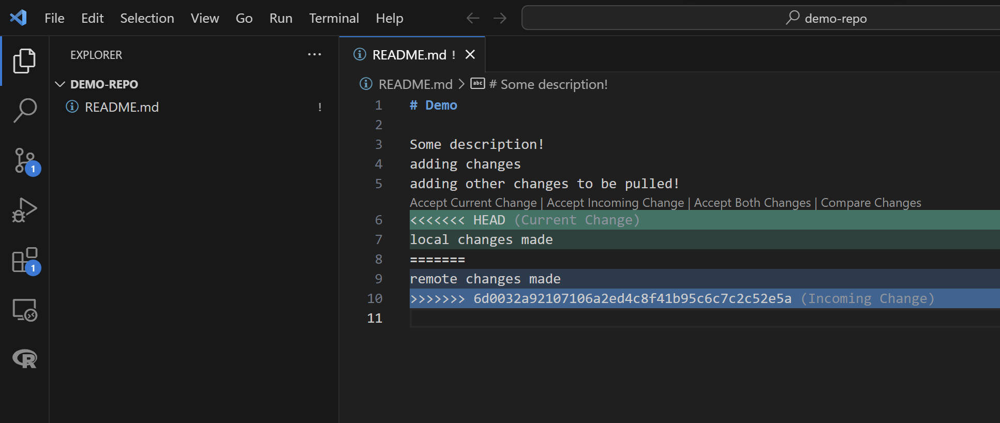 File Edit Selection View Go Run Terminal Help demo-repo
EXPLORER ···
DEMO-REPO
README.md !
README.md !
README.md > # Some description!
1 # Demo
2
3 Some description!
4 adding changes
5 adding other changes to be pulled!
Accept Current Change | Accept Incoming Change | Accept Both Changes | Compare Changes
6 <<<<<<< HEAD (Current Change)
7 local changes made
8 =======
9 remote changes made
10 >>>>>>> 6d0032a92107106a2ed4c8f41b95c6c7c2c52e5a (Incoming Change)
11
1
1
R
abc